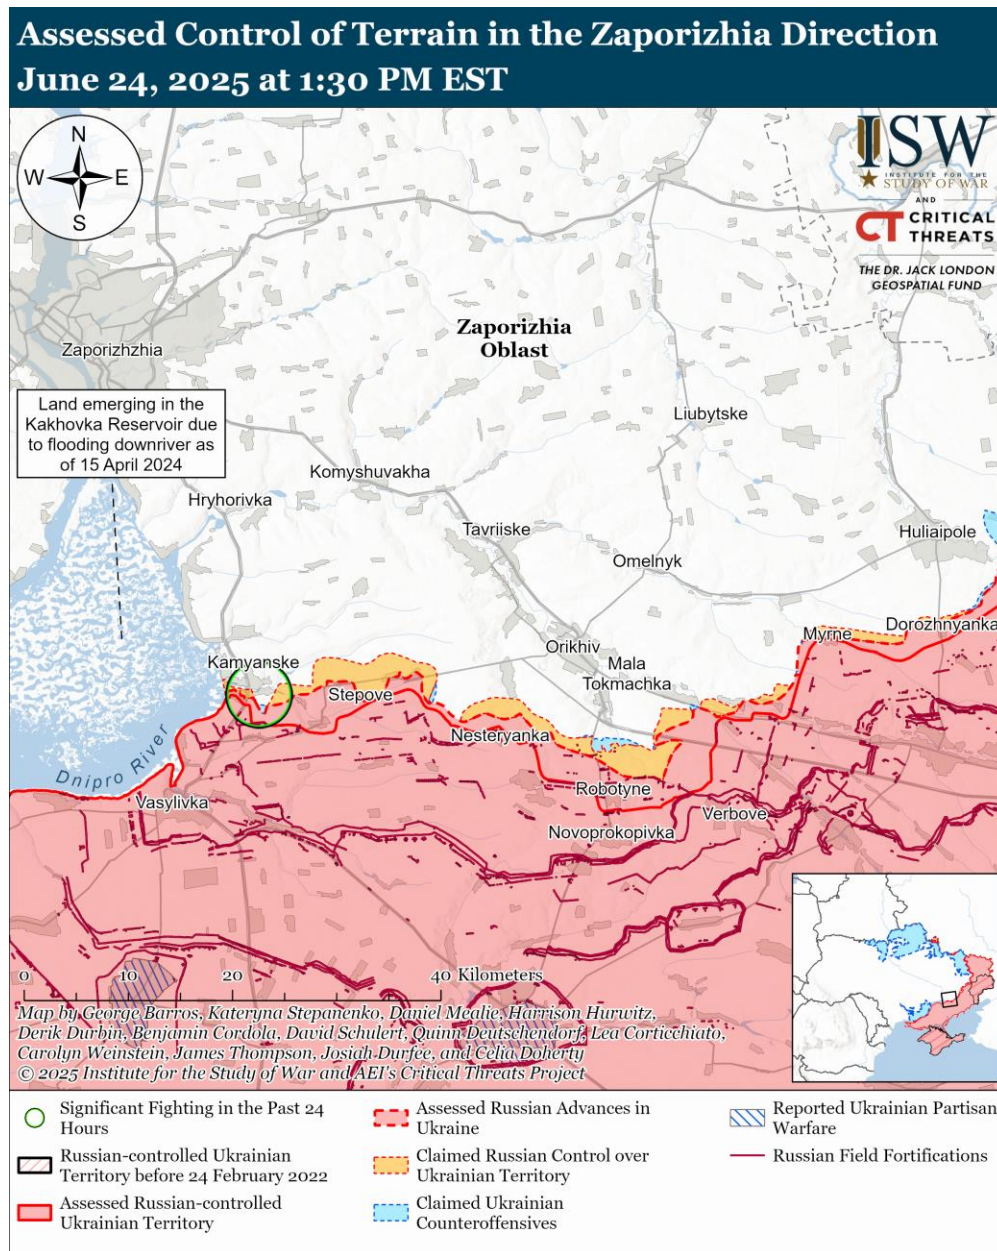 Assessed Control of Terrain in the Zaporizhia Direction
June 24, 2025 at 1:30 PM EST
N
W
E
S
ISW
INSTITUTE FOR THE
STUDY OF WAR
AND
CT CRITICAL
THREATS
THE DR. JACK LONDON
GEOSPATIAL FUND
Zaporizhia
Oblast
Zaporizhzhia
Land emerging in the
Kakhovka Reservoir due
to flooding downriver as
of 15 April 2024
Liubytske
Komyshuvakha
Hryhorivka
Tavriiske
Huliaipole
Omelnyk
Dorozhnyanka
Myrne
Orikhiv
Kamyanske
Mala
Tokmachka
Stepove
Nesteryanka
Dnipro River
Robotyne
Vasylivka
Verbove
Novoprokopivka
0 10 20 40 Kilometers
Map by George Barros, Kateryna Stepanenko, Daniel Mealie, Harrison Hurwitz,
Derik Durbin, Benjamin Cordola, David Schulert, Quinn Deutschendorf, Lea Corticchiato,
Carolyn Weinstein, James Thompson, Josiah Durfee, and Celia Doherty
© 2025 Institute for the Study of War and AEI's Critical Threats Project
Significant Fighting in the Past 24
Hours
Russian-controlled Ukrainian
Territory before 24 February 2022
Assessed Russian-controlled
Ukrainian Territory
Assessed Russian Advances in
Ukraine
Claimed Russian Control over
Ukrainian Territory
Claimed Ukrainian
Counteroffensives
Reported Ukrainian Partisan
Warfare
Russian Field Fortifications